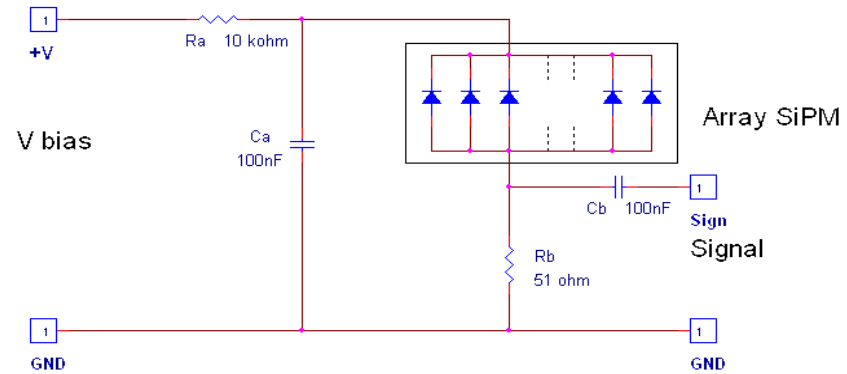 1
+V
Ra 10 kohm
V bias
Ca
100nF
Array SiPM
Cb 100nF
1
Sign
Signal
Rb
51 ohm
1
GND
1
GND